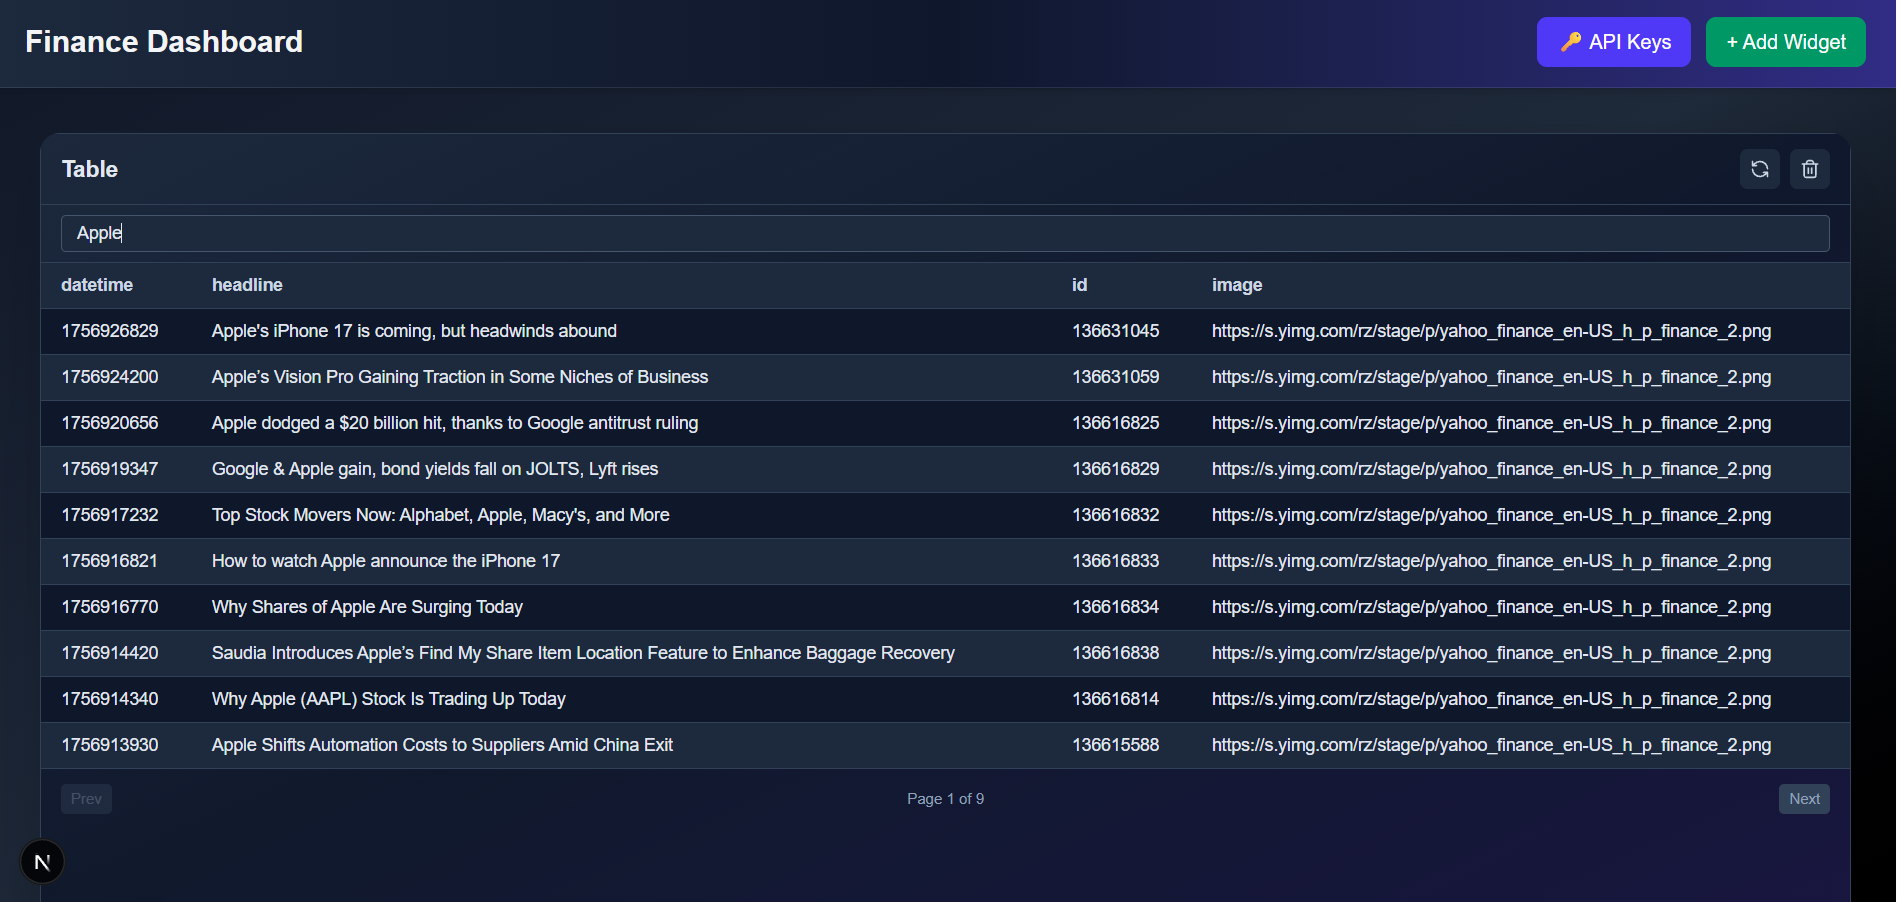 Finance Dashboard
🔑 API Keys
+ Add Widget
Table
Apple
datetime headline id image
1756926829 Apple's iPhone 17 is coming, but headwinds abound 136631045 https://s.yimg.com/rz/stage/p/yahoo_finance_en-US_h_p_finance_2.png
1756924200 Apple’s Vision Pro Gaining Traction in Some Niches of Business 136631059 https://s.yimg.com/rz/stage/p/yahoo_finance_en-US_h_p_finance_2.png
1756920656 Apple dodged a $20 billion hit, thanks to Google antitrust ruling 136616825 https://s.yimg.com/rz/stage/p/yahoo_finance_en-US_h_p_finance_2.png
1756919347 Google & Apple gain, bond yields fall on JOLTS, Lyft rises 136616829 https://s.yimg.com/rz/stage/p/yahoo_finance_en-US_h_p_finance_2.png
1756917232 Top Stock Movers Now: Alphabet, Apple, Macy's, and More 136616832 https://s.yimg.com/rz/stage/p/yahoo_finance_en-US_h_p_finance_2.png
1756916821 How to watch Apple announce the iPhone 17 136616833 https://s.yimg.com/rz/stage/p/yahoo_finance_en-US_h_p_finance_2.png
1756916770 Why Shares of Apple Are Surging Today 136616834 https://s.yimg.com/rz/stage/p/yahoo_finance_en-US_h_p_finance_2.png
1756914420 Saudia Introduces Apple’s Find My Share Item Location Feature to Enhance Baggage Recovery 136616838 https://s.yimg.com/rz/stage/p/yahoo_finance_en-US_h_p_finance_2.png
1756914340 Why Apple (AAPL) Stock Is Trading Up Today 136616814 https://s.yimg.com/rz/stage/p/yahoo_finance_en-US_h_p_finance_2.png
1756913930 Apple Shifts Automation Costs to Suppliers Amid China Exit 136615588 https://s.yimg.com/rz/stage/p/yahoo_finance_en-US_h_p_finance_2.png
Prev Page 1 of 9 Next
N